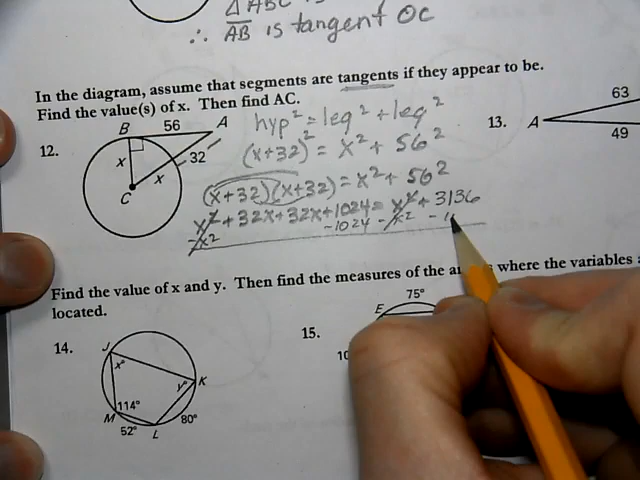 Δ ABC
∴ AB is tangent ⊙C
In the diagram, assume that segments are tangents if they appear to be.
Find the value(s) of x. Then find AC.
12.
B 56 A
x 32
x
C
hyp² = leg² + leg²
(x+32)² = x² + 56²
(x+32)(x+32) = x² + 56²
x² + 32x + 32x + 1024 = x² + 3136
-x² -1024 -x² -1
13.
63
A
49
Find the value of x and y. Then find the measures of the where the variables
located.
14.
J
x°
y° K
114°
M
52° L 80°
15.
75°
E
10